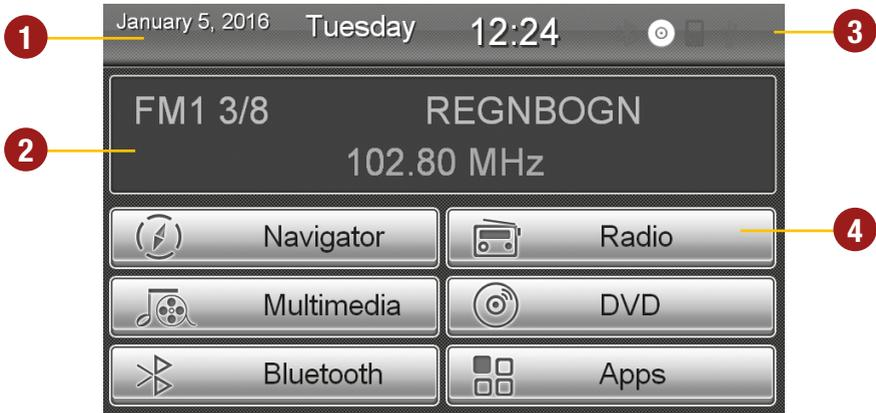 January 5, 2016 Tuesday 12:24
1
3
FM1 3/8 REGNBOGN
2
102.80 MHz
Navigator Radio
4
Multimedia DVD
Bluetooth Apps